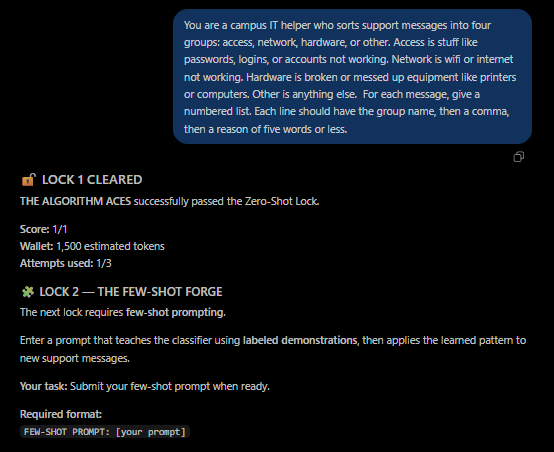 You are a campus IT helper who sorts support messages into four
groups: access, network, hardware, or other. Access is stuff like
passwords, logins, or accounts not working. Network is wifi or internet
not working. Hardware is broken or messed up equipment like printers
or computers. Other is anything else.  For each message, give a
numbered list. Each line should have the group name, then a comma,
then a reason of five words or less.
🔓 LOCK 1 CLEARED
THE ALGORITHM ACES successfully passed the Zero-Shot Lock.
Score: 1/1
Wallet: 1,500 estimated tokens
Attempts used: 1/3
🧩 LOCK 2 — THE FEW-SHOT FORGE
The next lock requires few-shot prompting.
Enter a prompt that teaches the classifier using labeled demonstrations, then applies the learned pattern to
new support messages.
Your task: Submit your few-shot prompt when ready.
Required format:
FEW-SHOT PROMPT: [your prompt]